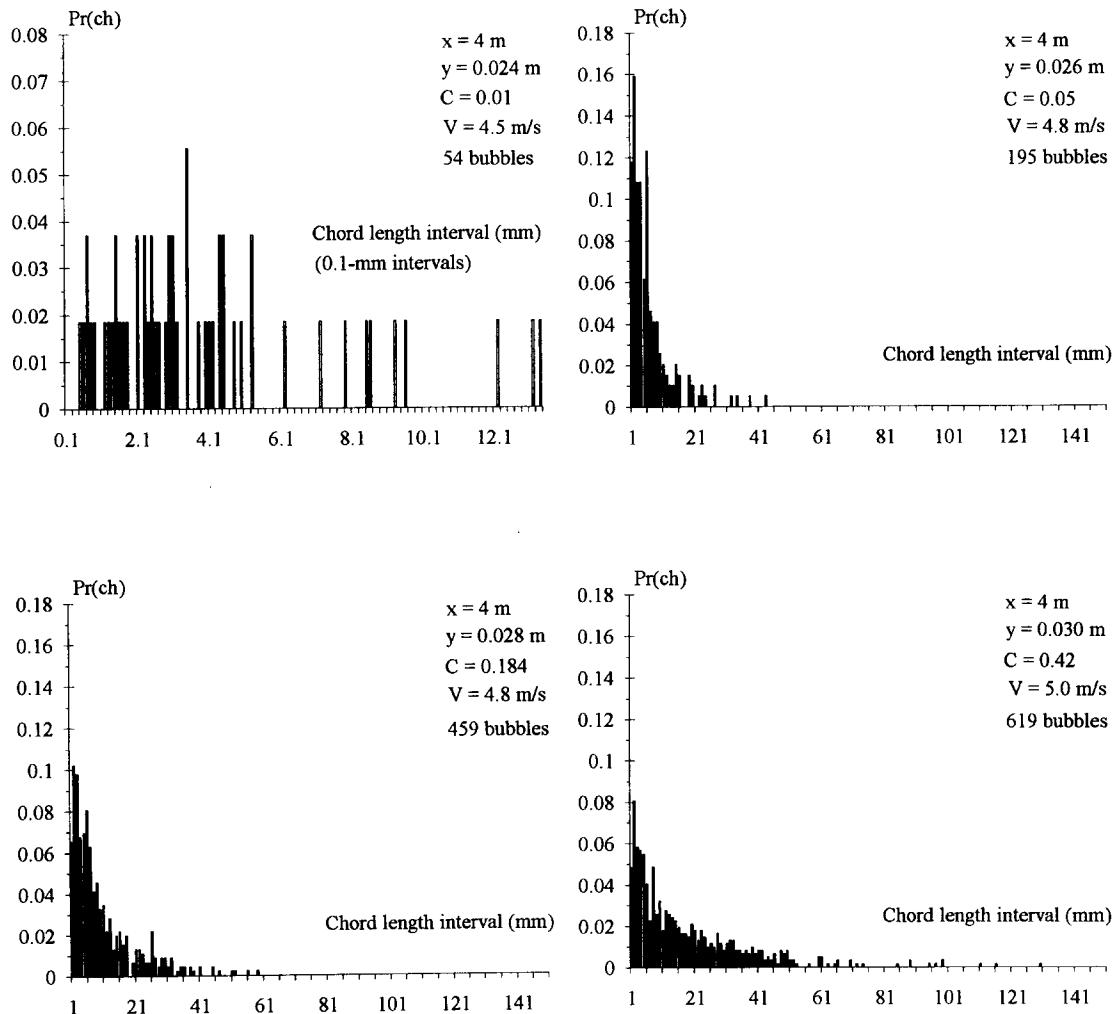 Pr(ch)
0.08
0.07
0.06
0.05
0.04
0.03
0.02
0.01
0
x = 4 m
y = 0.024 m
C = 0.01
V = 4.5 m/s
54 bubbles
Chord length interval (mm)
(0.1-mm intervals)
0.1 2.1 4.1 6.1 8.1 10.1 12.1
Pr(ch)
0.18
0.16
0.14
0.12
0.1
0.08
0.06
0.04
0.02
0
x = 4 m
y = 0.026 m
C = 0.05
V = 4.8 m/s
195 bubbles
Chord length interval (mm)
1 21 41 61 81 101 121 141
Pr(ch)
0.18
0.16
0.14
0.12
0.1
0.08
0.06
0.04
0.02
0
x = 4 m
y = 0.028 m
C = 0.184
V = 4.8 m/s
459 bubbles
Chord length interval (mm)
1 21 41 61 81 101 121 141
Pr(ch)
0.18
0.16
0.14
0.12
0.1
0.08
0.06
0.04
0.02
0
x = 4 m
y = 0.030 m
C = 0.42
V = 5.0 m/s
619 bubbles
Chord length interval (mm)
1 21 41 61 81 101 121 141